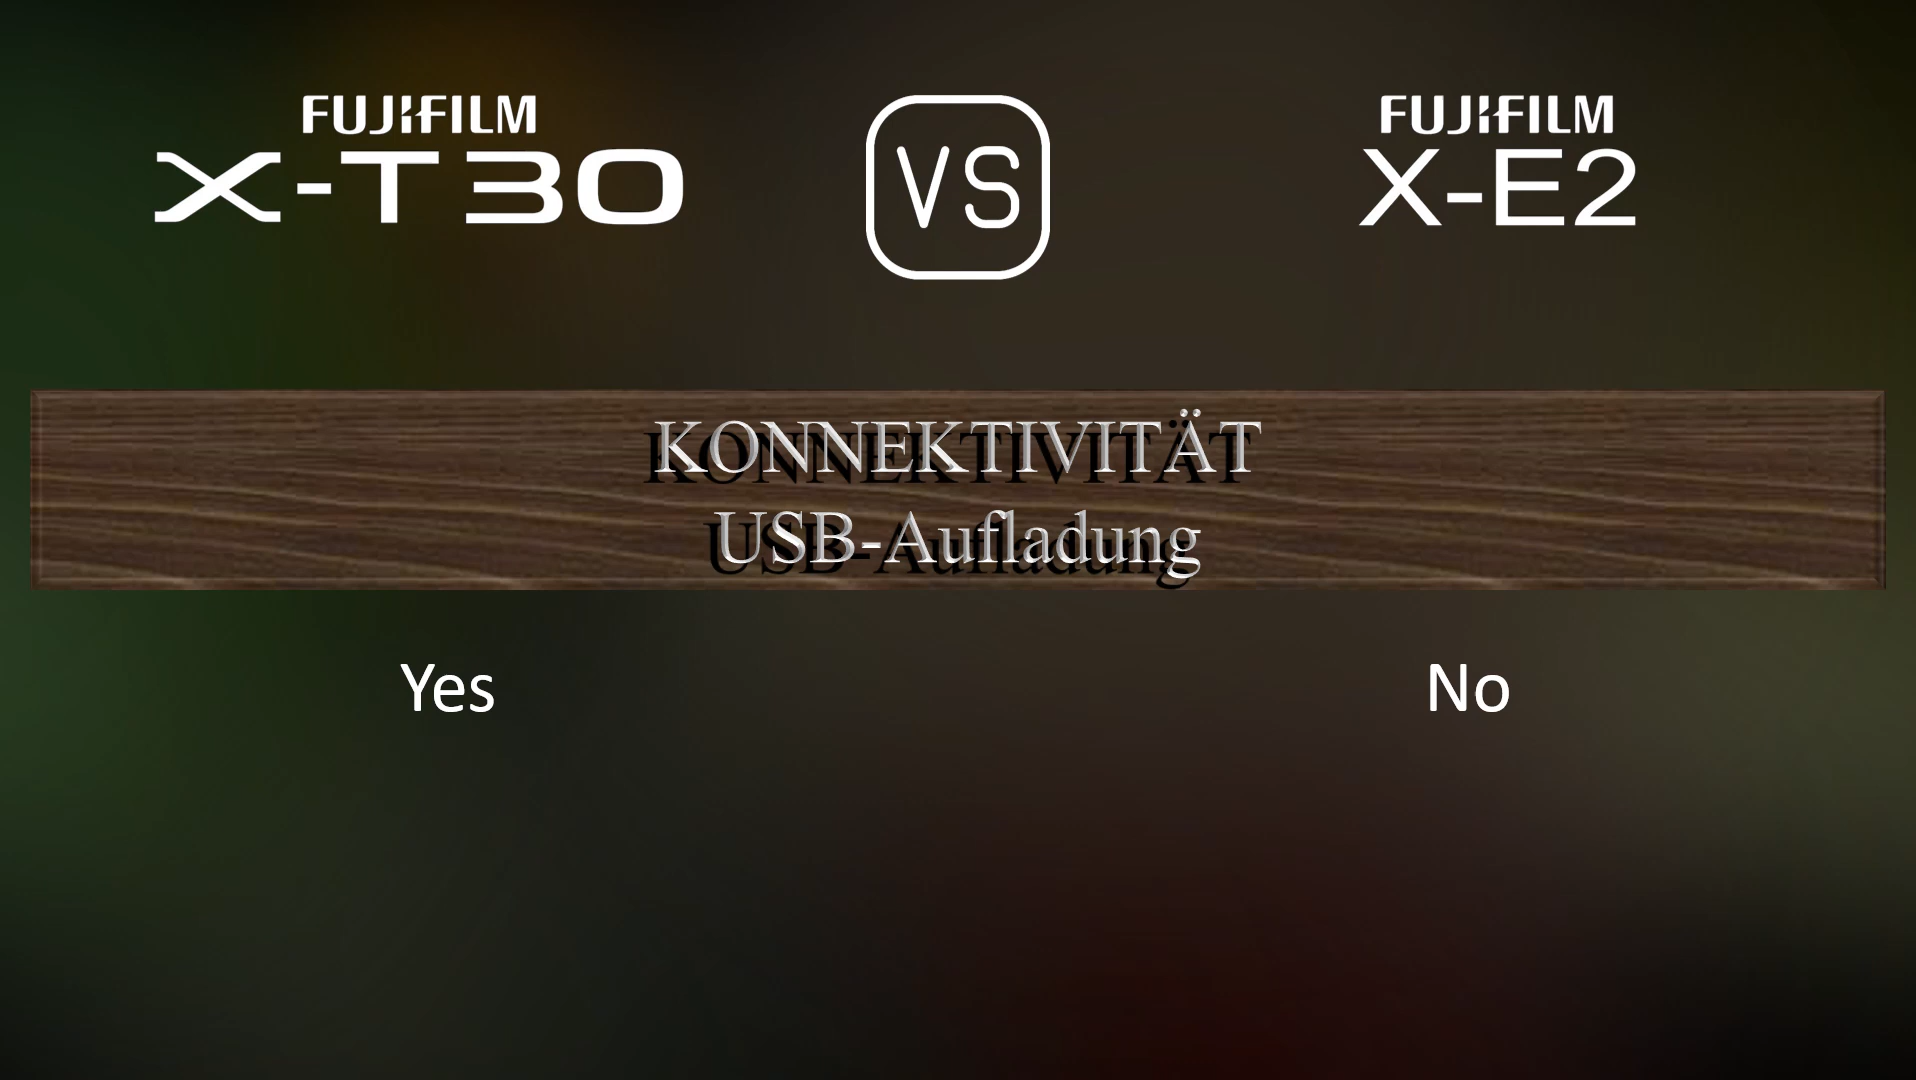 FUJIFILM
X-T30
VS
FUJIFILM
X-E2
KONNEKTIVITÄT
USB-Aufladung
Yes
No